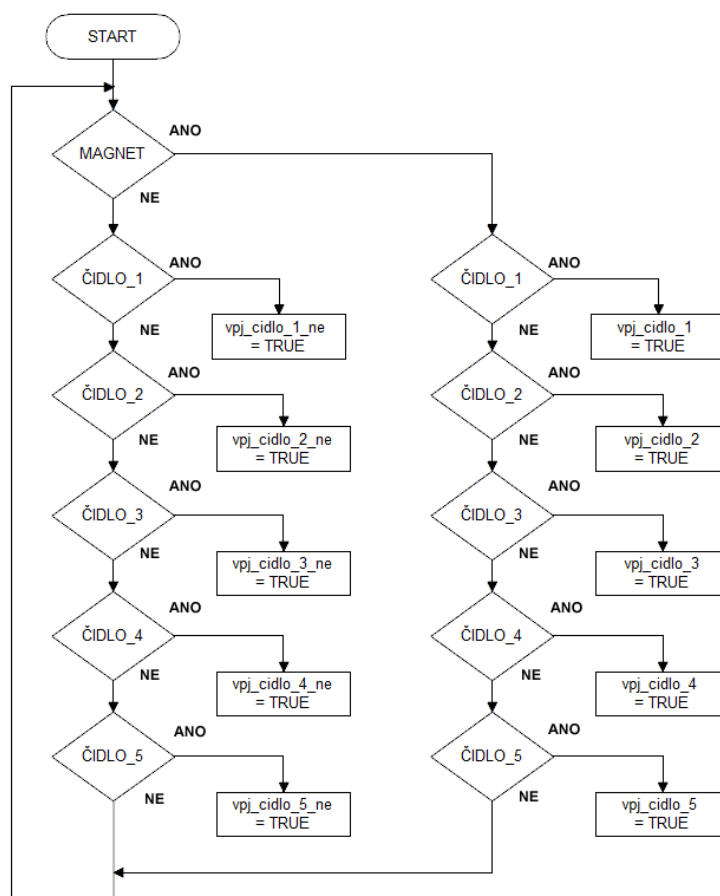 START
ANO
MAGNET
NE
ANO
ČIDLO_1
NE
vpj_cidlo_1_ne
= TRUE
ANO
ČIDLO_1
NE
vpj_cidlo_1
= TRUE
ANO
ČIDLO_2
NE
vpj_cidlo_2_ne
= TRUE
ANO
ČIDLO_2
NE
vpj_cidlo_2
= TRUE
ANO
ČIDLO_3
NE
vpj_cidlo_3_ne
= TRUE
ANO
ČIDLO_3
NE
vpj_cidlo_3
= TRUE
ANO
ČIDLO_4
NE
vpj_cidlo_4_ne
= TRUE
ANO
ČIDLO_4
NE
vpj_cidlo_4
= TRUE
ANO
ČIDLO_5
NE
vpj_cidlo_5_ne
= TRUE
ANO
ČIDLO_5
NE
vpj_cidlo_5
= TRUE